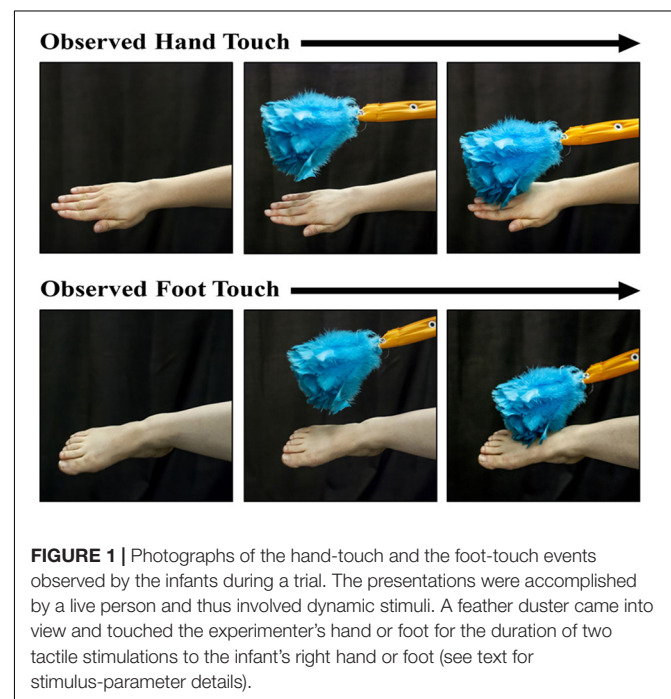 Observed Hand Touch
Observed Foot Touch
FIGURE 1 | Photographs of the hand-touch and the foot-touch events
observed by the infants during a trial. The presentations were accomplished
by a live person and thus involved dynamic stimuli. A feather duster came into
view and touched the experimenter's hand or foot for the duration of two
tactile stimulations to the infant's right hand or foot (see text for
stimulus-parameter details).